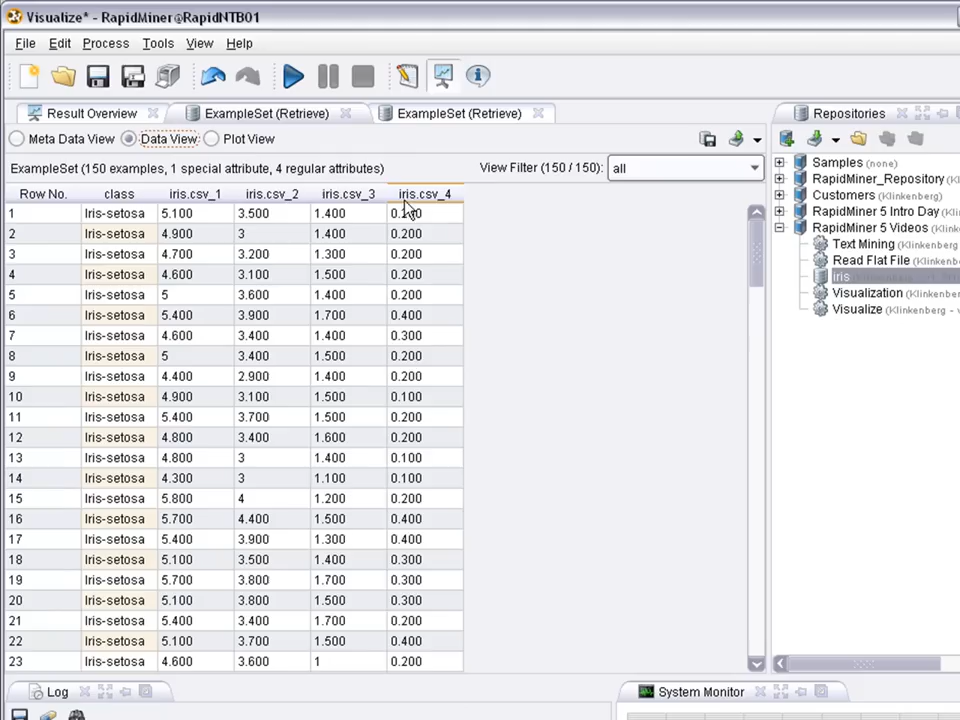 Visualize* - RapidMiner@RapidNTB01
File Edit Process Tools View Help
Result Overview ExampleSet (Retrieve) ExampleSet (Retrieve) Repositories
Meta Data View Data View Plot View
ExampleSet (150 examples, 1 special attribute, 4 regular attributes) View Filter (150 / 150): all
Row No. class iris.csv_1 iris.csv_2 iris.csv_3 iris.csv_4
1 Iris-setosa 5.100 3.500 1.400
2 Iris-setosa 4.900 3 1.400 0.200
3 Iris-setosa 4.700 3.200 1.300 0.200
4 Iris-setosa 4.600 3.100 1.500 0.200
5 Iris-setosa 5 3.600 1.400 0.200
6 Iris-setosa 5.400 3.900 1.700 0.400
7 Iris-setosa 4.600 3.400 1.400 0.300
8 Iris-setosa 5 3.400 1.500 0.200
9 Iris-setosa 4.400 2.900 1.400 0.200
10 Iris-setosa 4.900 3.100 1.500 0.100
11 Iris-setosa 5.400 3.700 1.500 0.200
12 Iris-setosa 4.800 3.400 1.600 0.200
13 Iris-setosa 4.800 3 1.400 0.100
14 Iris-setosa 4.300 3 1.100 0.100
15 Iris-setosa 5.800 4 1.200 0.200
16 Iris-setosa 5.700 4.400 1.500 0.400
17 Iris-setosa 5.400 3.900 1.300 0.400
18 Iris-setosa 5.100 3.500 1.400 0.300
19 Iris-setosa 5.700 3.800 1.700 0.300
20 Iris-setosa 5.100 3.800 1.500 0.300
21 Iris-setosa 5.400 3.400 1.700 0.200
22 Iris-setosa 5.100 3.700 1.500 0.400
23 Iris-setosa 4.600 3.600 1 0.200
Samples (none)
RapidMiner_Repository
Customers (Klinkenberg
RapidMiner 5 Intro Day
RapidMiner 5 Videos (Klinkenb
Text Mining (Klinkenberg
Read Flat File (Klinkenb
iris
Visualization (Klinkenbe
Visualize (Klinkenberg - v
Log System Monitor